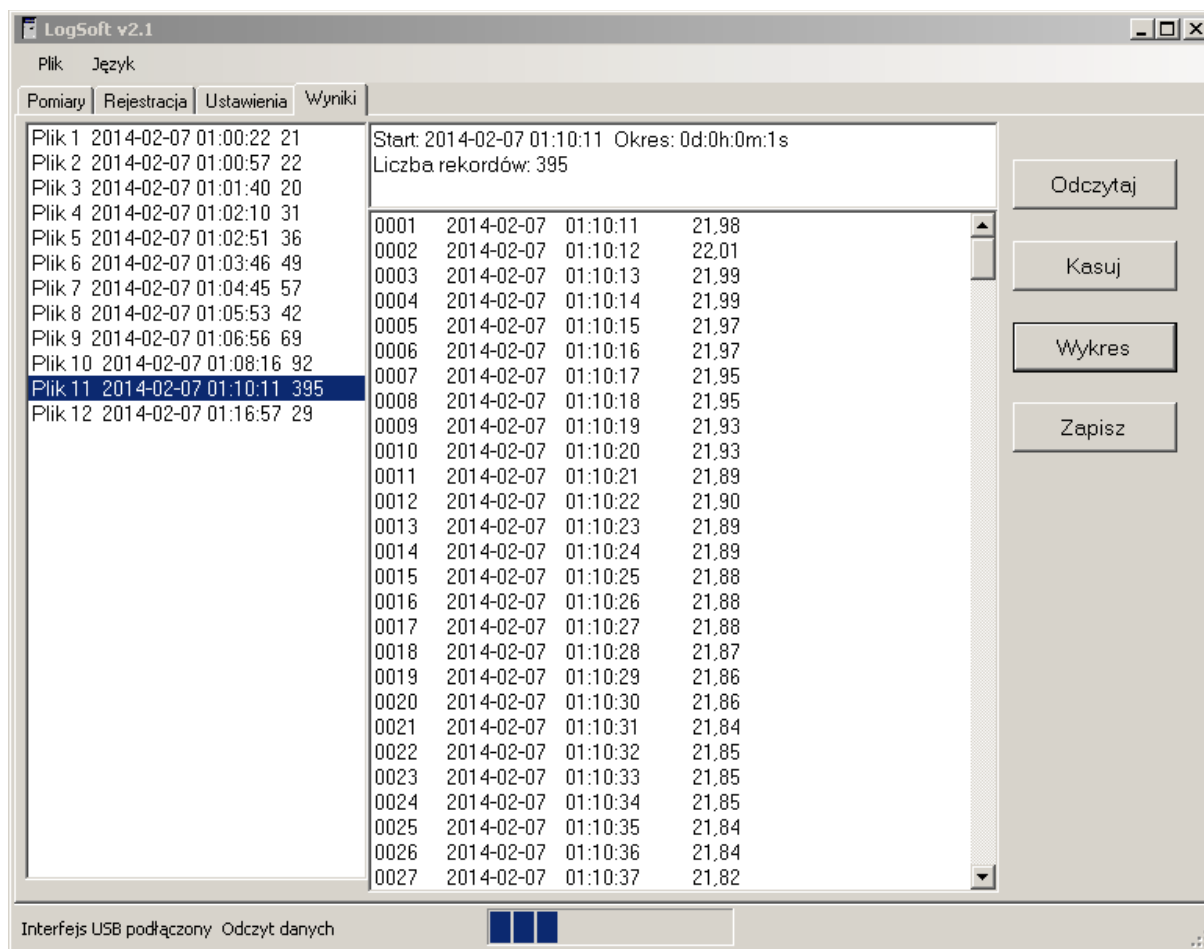 LogSoft v2.1
Plik Język
Pomiary Rejestracja Ustawienia Wyniki
Plik 1 2014-02-07 01:00:22 21
Plik 2 2014-02-07 01:00:57 22
Plik 3 2014-02-07 01:01:40 20
Plik 4 2014-02-07 01:02:10 31
Plik 5 2014-02-07 01:02:51 36
Plik 6 2014-02-07 01:03:46 49
Plik 7 2014-02-07 01:04:45 57
Plik 8 2014-02-07 01:05:53 42
Plik 9 2014-02-07 01:06:56 69
Plik 10 2014-02-07 01:08:16 92
Plik 11 2014-02-07 01:10:11 395
Plik 12 2014-02-07 01:16:57 29
Start: 2014-02-07 01:10:11 Okres: 0d:0h:0m:1s
Liczba rekordów: 395
0001 2014-02-07 01:10:11 21,98
0002 2014-02-07 01:10:12 22,01
0003 2014-02-07 01:10:13 21,99
0004 2014-02-07 01:10:14 21,99
0005 2014-02-07 01:10:15 21,97
0006 2014-02-07 01:10:16 21,97
0007 2014-02-07 01:10:17 21,95
0008 2014-02-07 01:10:18 21,95
0009 2014-02-07 01:10:19 21,93
0010 2014-02-07 01:10:20 21,93
0011 2014-02-07 01:10:21 21,89
0012 2014-02-07 01:10:22 21,90
0013 2014-02-07 01:10:23 21,89
0014 2014-02-07 01:10:24 21,89
0015 2014-02-07 01:10:25 21,88
0016 2014-02-07 01:10:26 21,88
0017 2014-02-07 01:10:27 21,88
0018 2014-02-07 01:10:28 21,87
0019 2014-02-07 01:10:29 21,86
0020 2014-02-07 01:10:30 21,86
0021 2014-02-07 01:10:31 21,84
0022 2014-02-07 01:10:32 21,85
0023 2014-02-07 01:10:33 21,85
0024 2014-02-07 01:10:34 21,85
0025 2014-02-07 01:10:35 21,84
0026 2014-02-07 01:10:36 21,84
0027 2014-02-07 01:10:37 21,82
Odczytaj
Kasuj
Wykres
Zapisz
Interfejs USB podłączony Odczyt danych